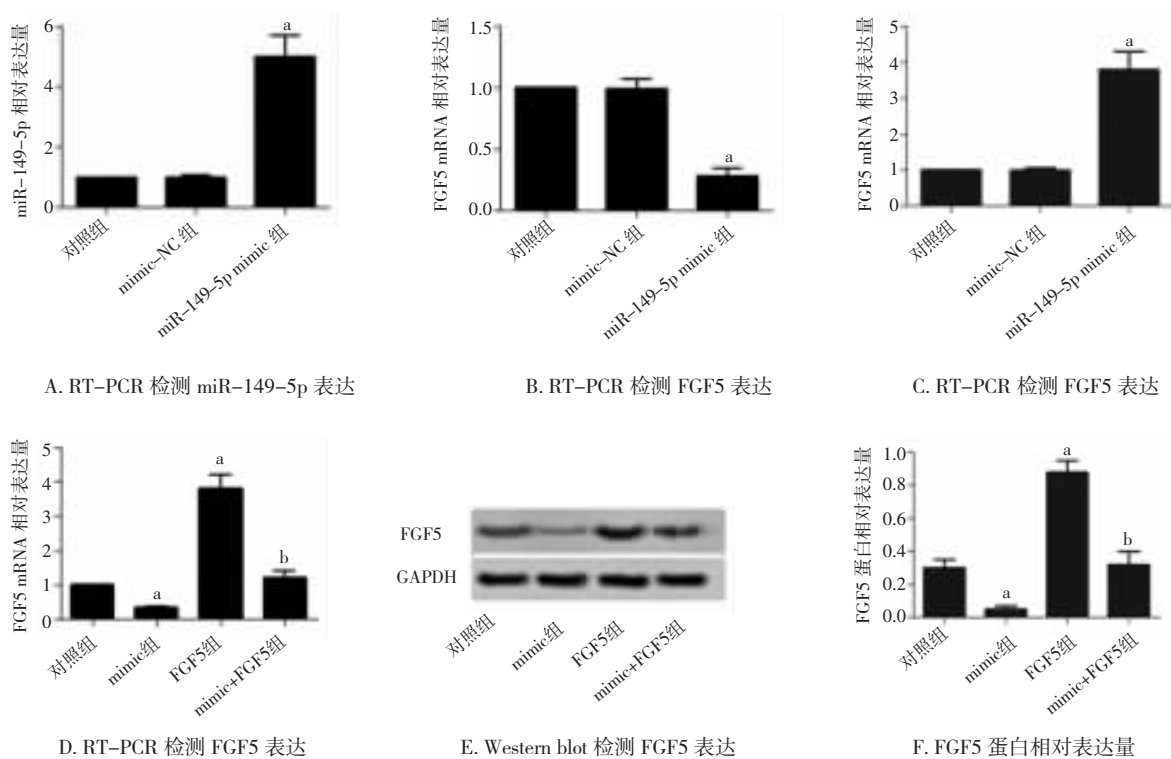 miR-149-5p 相对表达量
6
4
2
0
a
对照组
mimic-NC 组
miR-149-5p mimic 组
A. RT-PCR 检测 miR-149-5p 表达
FGF5 mRNA 相对表达量
1.5
1.0
0.5
0.0
a
对照组
mimic-NC 组
miR-149-5p mimic 组
B. RT-PCR 检测 FGF5 表达
FGF5 mRNA 相对表达量
5
4
3
2
1
0
a
对照组
mimic-NC 组
miR-149-5p mimic 组
C. RT-PCR 检测 FGF5 表达
FGF5 mRNA 相对表达量
5
4
3
2
1
0
a
a
b
对照组
mimic组
FGF5组
mimic+FGF5组
D. RT-PCR 检测 FGF5 表达
FGF5
GAPDH
对照组
mimic组
FGF5组
mimic+FGF5组
E. Western blot 检测 FGF5 表达
FGF5 蛋白相对表达量
1.0
0.8
0.6
0.4
0.2
0.0
a
a
b
对照组
mimic组
FGF5组
mimic+FGF5组
F. FGF5 蛋白相对表达量